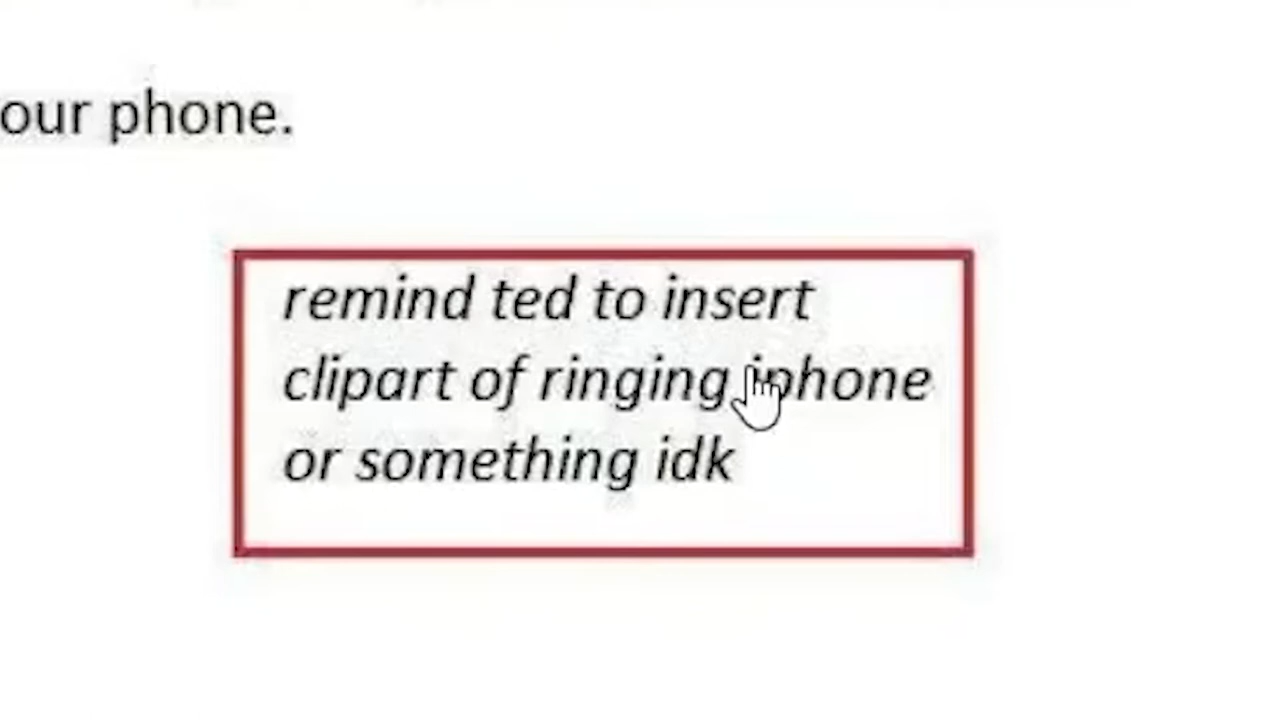 our phone.
remind ted to insert
clipart of ringing iphone
or something idk